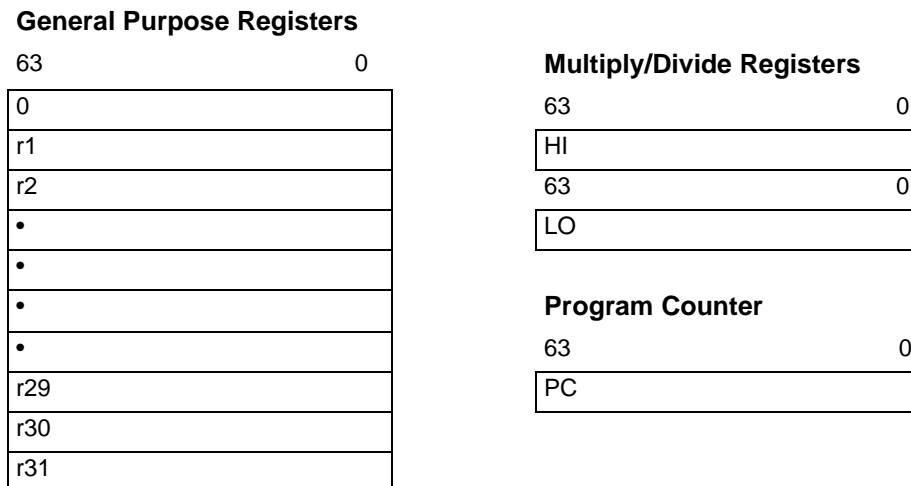 General Purpose Registers
63 0
0
r1
r2
•
•
•
•
r29
r30
r31
Multiply/Divide Registers
63 0
HI
63 0
LO
Program Counter
63 0
PC